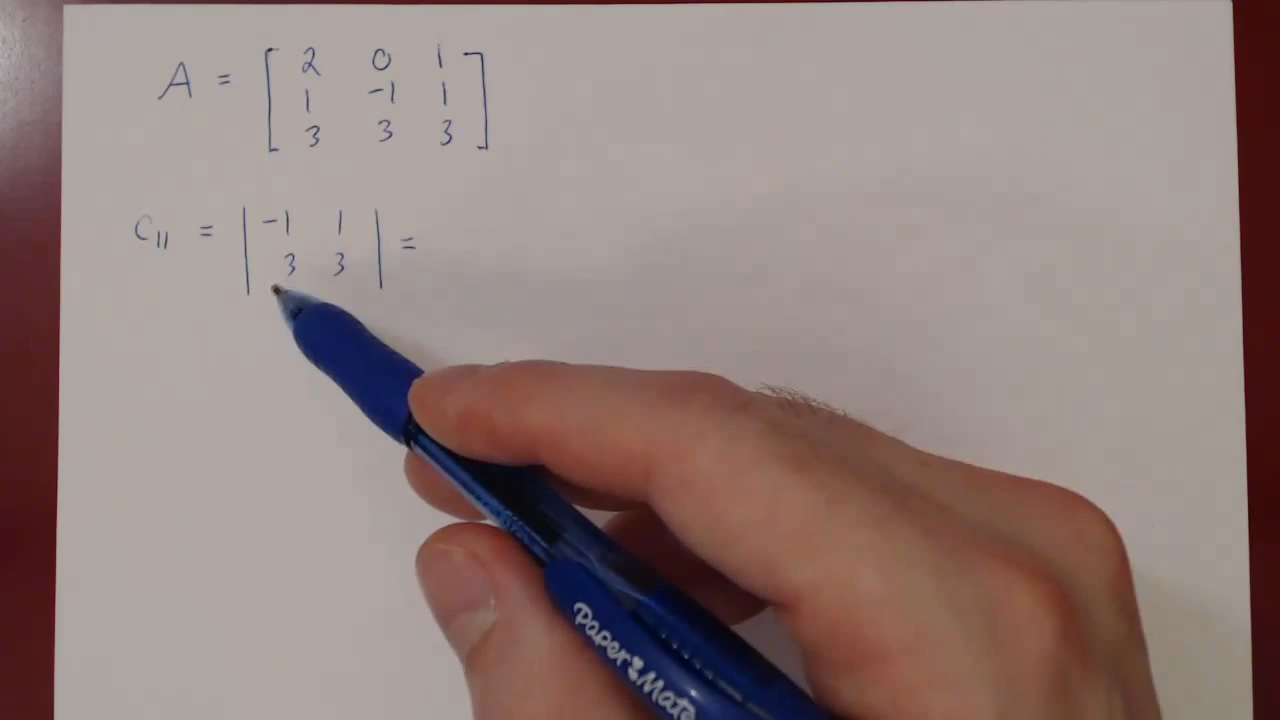 A = [ 2 0 1
1 -1 1
3 3 3 ]
C₁₁ = | -1 1
3 3 | =
Paper Mate